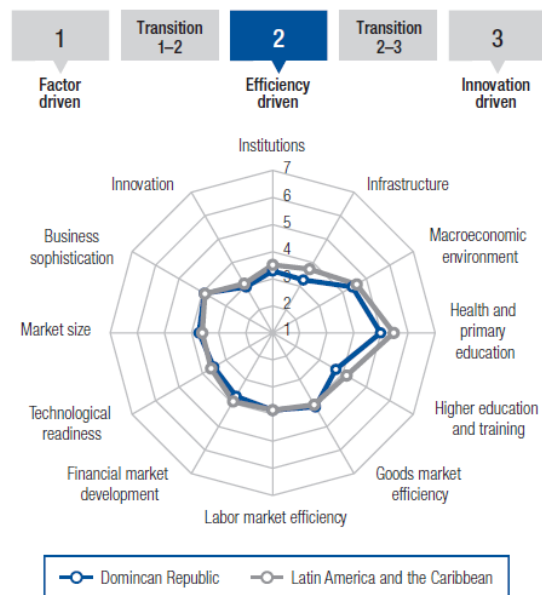 1
Transition
1–2
2
Transition
2–3
3
Factor
driven
Efficiency
driven
Innovation
driven
Institutions
7
Innovation
Infrastructure
6
5
Business
sophistication
Macroeconomic
environment
4
3
Health and
primary
education
2
Market size
1
Higher education
and training
Technological
readiness
Financial market
development
Goods market
efficiency
Labor market efficiency
Domincan Republic
Latin America and the Caribbean